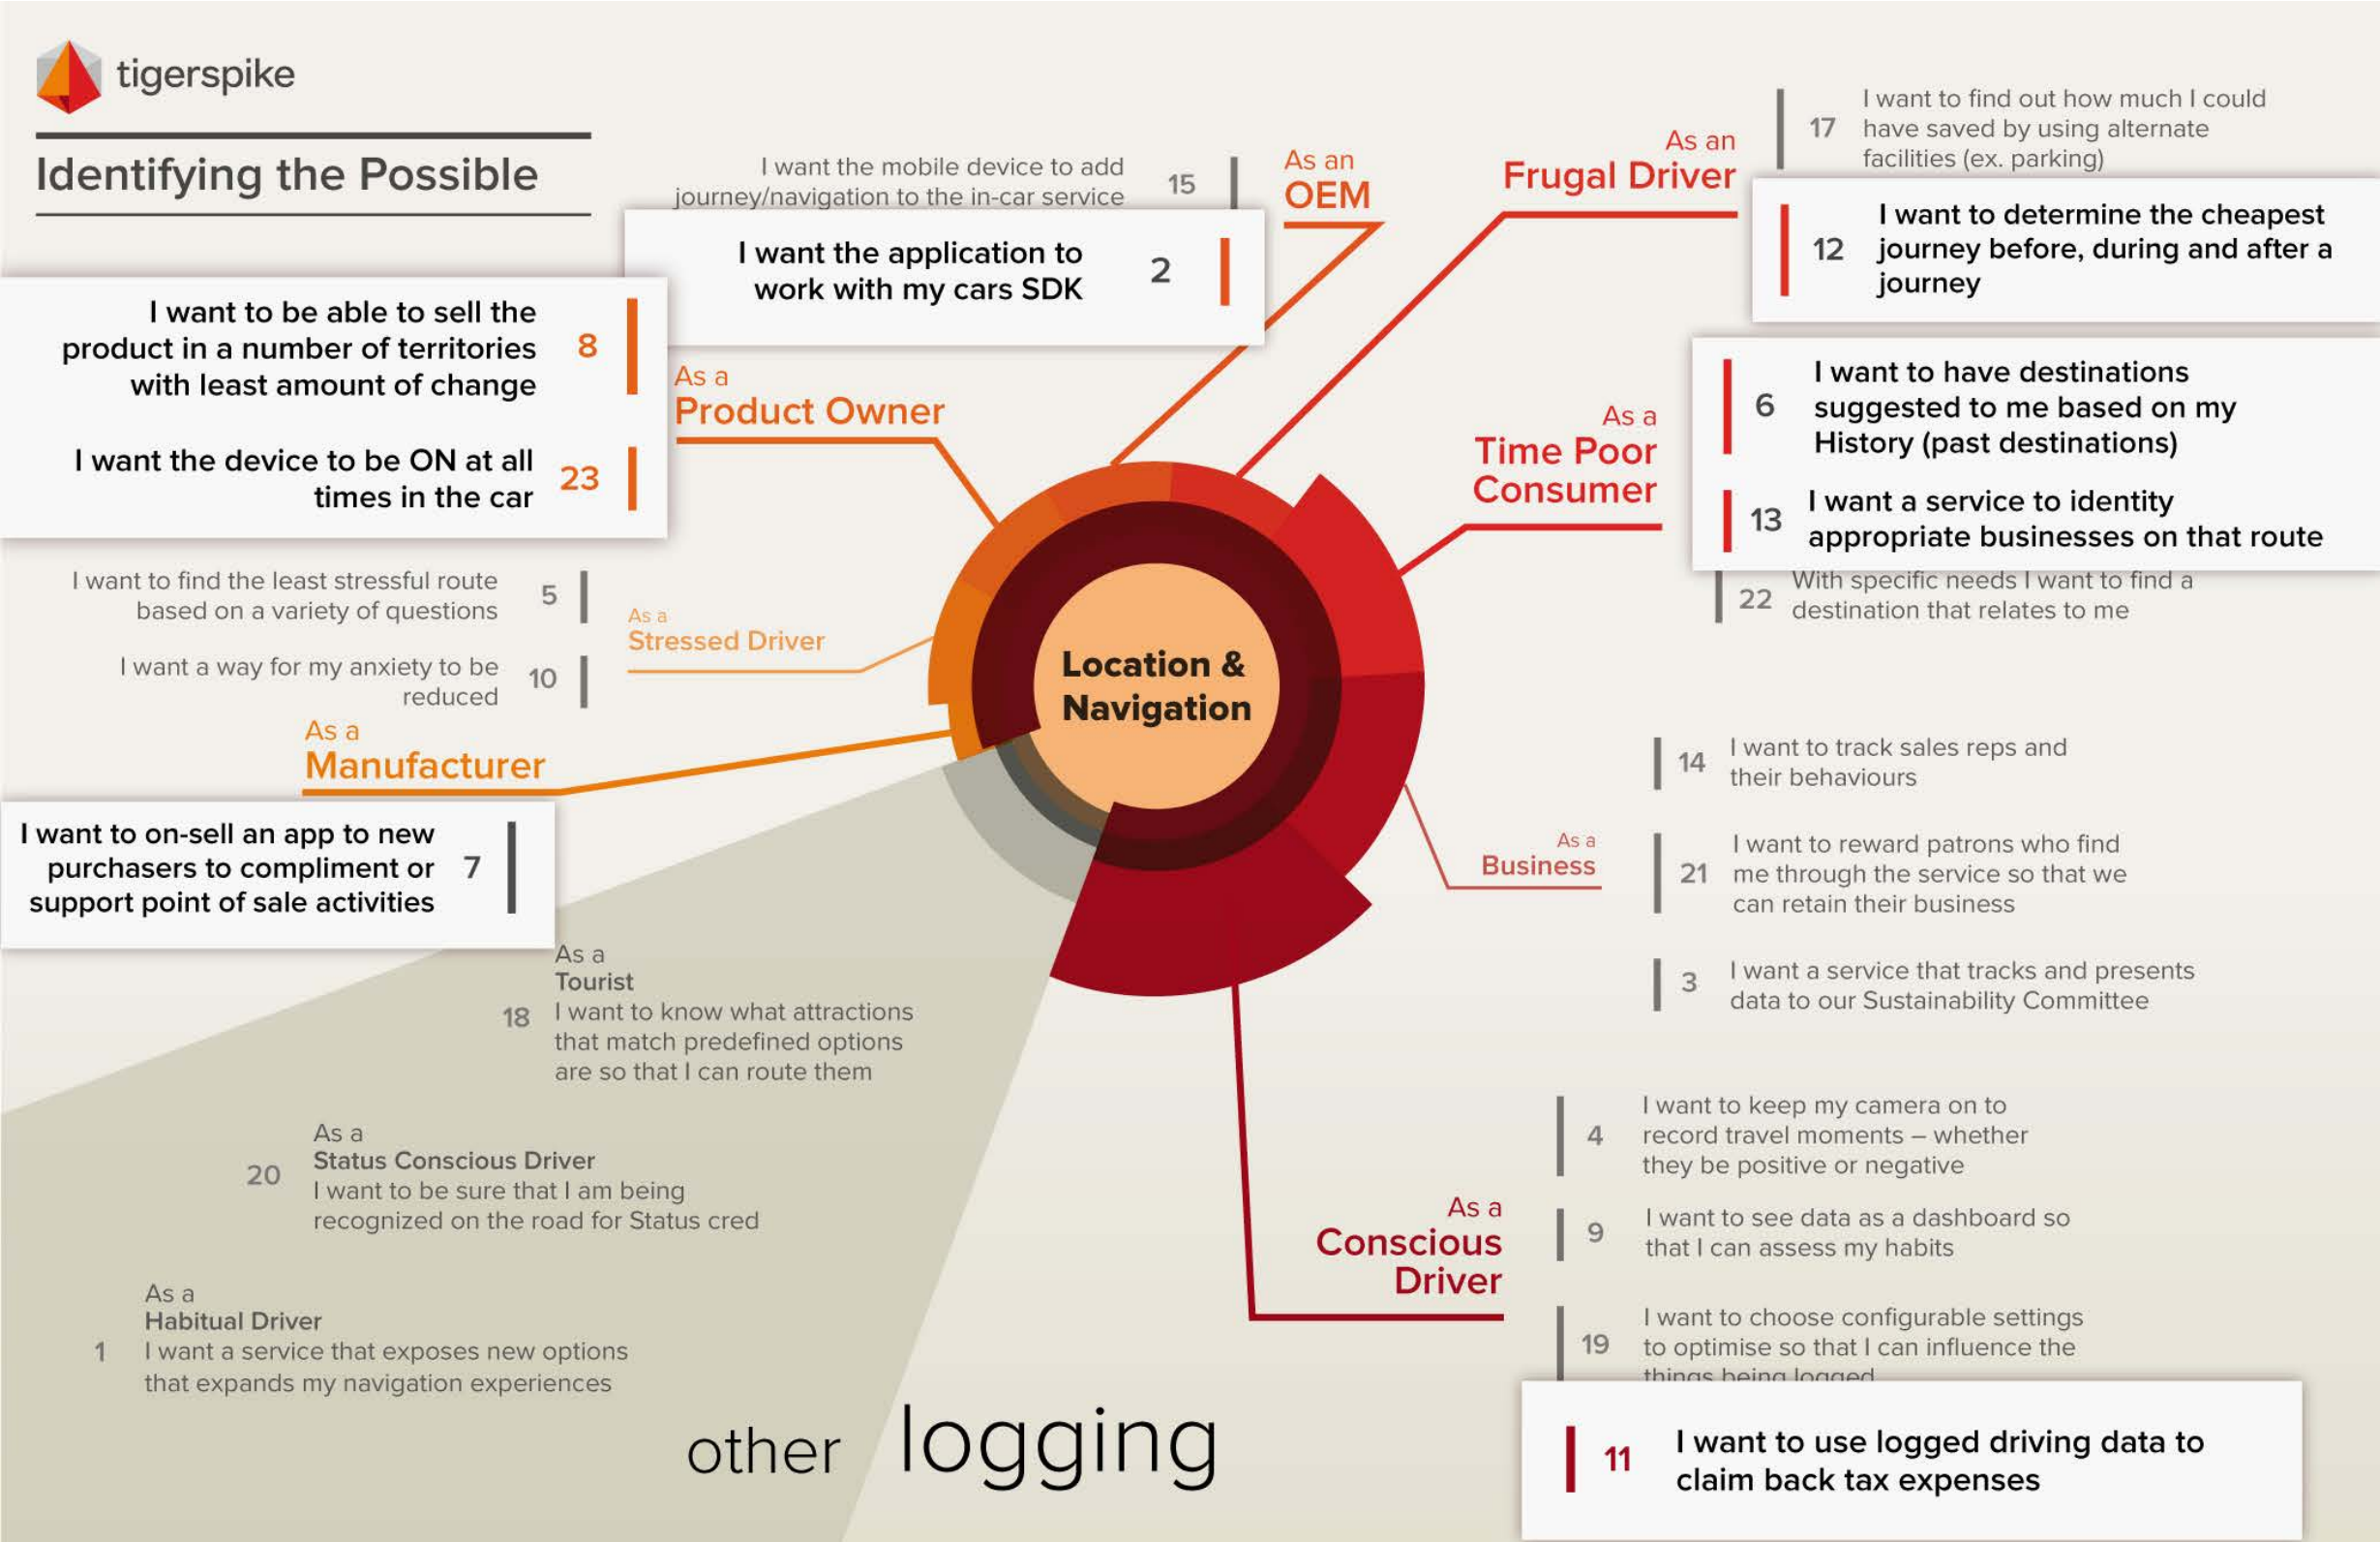 tigerspike
Identifying the Possible
I want the mobile device to add
journey/navigation to the in-car service
15
As an
OEM
I want the application to
work with my cars SDK
2
I want to be able to sell the
product in a number of territories
with least amount of change
8
I want the device to be ON at all
times in the car
23
As a
Product Owner
I want to find the least stressful route
based on a variety of questions
5
I want a way for my anxiety to be
reduced
10
As a
Stressed Driver
As a
Manufacturer
I want to on-sell an app to new
purchasers to compliment or
support point of sale activities
7
As a
Tourist
18
I want to know what attractions
that match predefined options
are so that I can route them
As a
Status Conscious Driver
20
I want to be sure that I am being
recognized on the road for Status cred
As a
Habitual Driver
1
I want a service that exposes new options
that expands my navigation experiences
other logging
Location &
Navigation
As an
Frugal Driver
17
I want to find out how much I could
have saved by using alternate
facilities (ex. parking)
12
I want to determine the cheapest
journey before, during and after a
journey
As a
Time Poor
Consumer
6
I want to have destinations
suggested to me based on my
History (past destinations)
13
I want a service to identity
appropriate businesses on that route
22
With specific needs I want to find a
destination that relates to me
As a
Business
14
I want to track sales reps and
their behaviours
21
I want to reward patrons who find
me through the service so that we
can retain their business
3
I want a service that tracks and presents
data to our Sustainability Committee
As a
Conscious
Driver
4
I want to keep my camera on to
record travel moments – whether
they be positive or negative
9
I want to see data as a dashboard so
that I can assess my habits
19
I want to choose configurable settings
to optimise so that I can influence the
things being logged
11
I want to use logged driving data to
claim back tax expenses